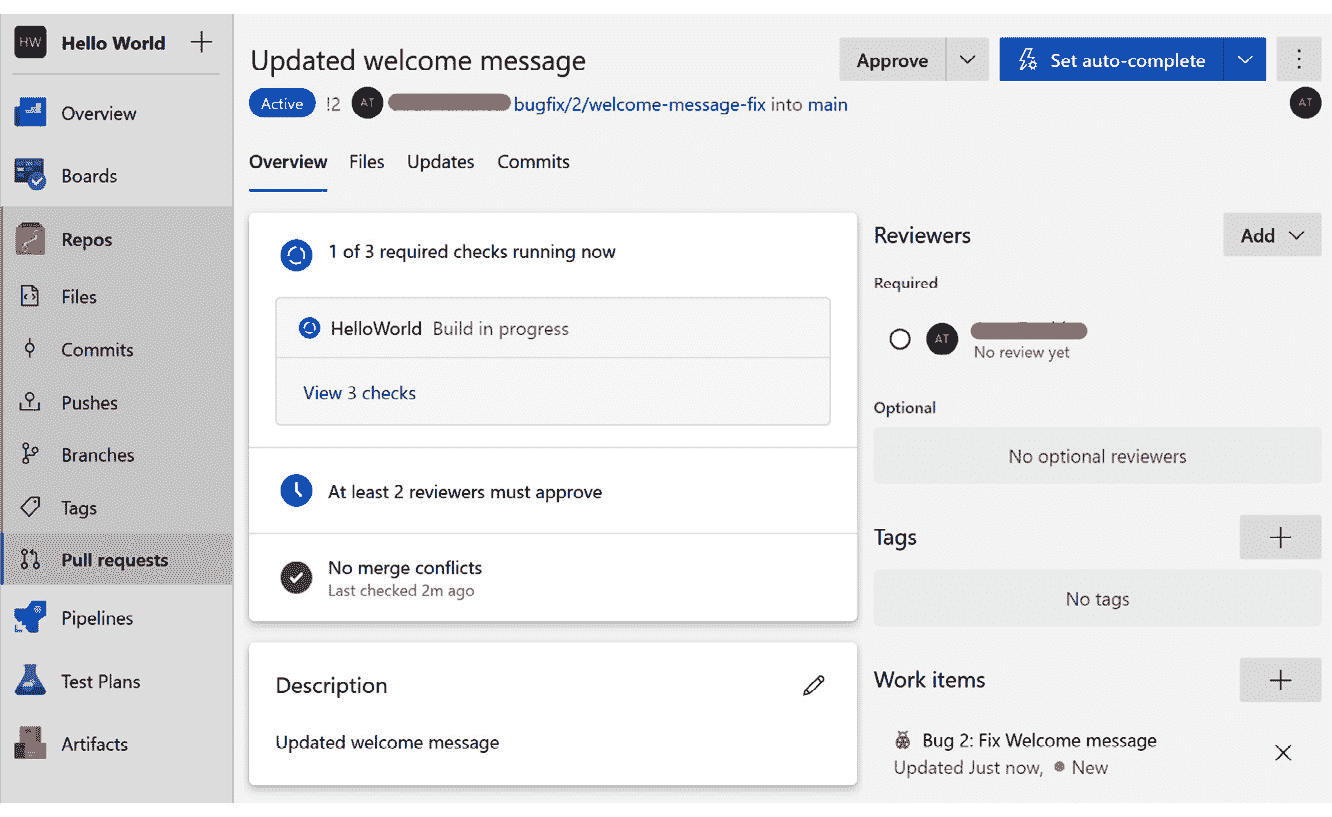 HW Hello World
Overview
Boards
Repos
Files
Commits
Pushes
Branches
Tags
Pull requests
Pipelines
Test Plans
Artifacts
Updated welcome message
Approve
Set auto-complete
Active !2 AT bugfix/2/welcome-message-fix into main
AT
Overview Files Updates Commits
1 of 3 required checks running now
HelloWorld Build in progress
View 3 checks
At least 2 reviewers must approve
No merge conflicts
Last checked 2m ago
Description
Updated welcome message
Reviewers
Add
Required
AT
No review yet
Optional
No optional reviewers
Tags
No tags
Work items
Bug 2: Fix Welcome message
Updated Just now, New